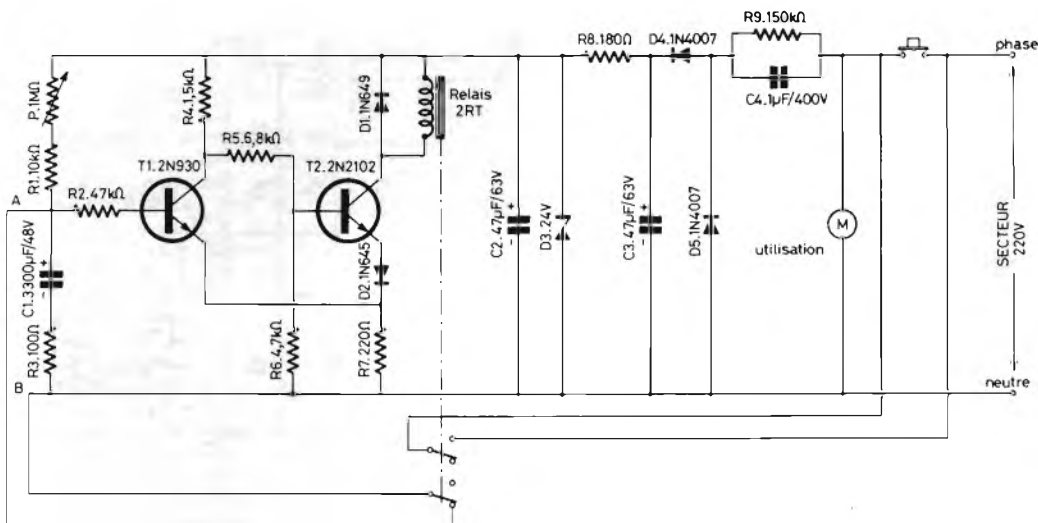 R9.150kΩ
R8.180Ω
D4.1N4007
phase
C4.1µF/400V
P.1MΩ
R4.1,5kΩ
D1.1N649
Relais
2RT
R5.6,8kΩ
R1.10kΩ
T1.2N930
T2.2N2102
A
R2.47kΩ
C1.3300µF/48V
+
-
D2.1N645
C2.47µF/63V
+
-
D3.24V
C3.47µF/63V
+
-
D5.1N4007
utilisation
M
SECTEUR
220V
R3.100Ω
R6.4,7kΩ
R7.220Ω
B
neutre